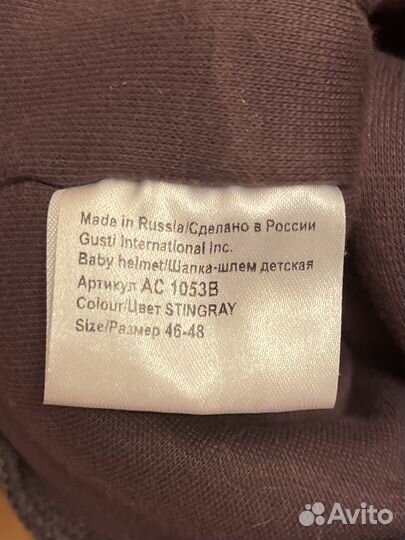 Made in Russia/Сделано в России
Gusti International Inc.
Baby helmet/Шапка-шлем детская
Артикул AC 1053B
Colour/Цвет STINGRAY
Size/Размер 46-48
Avito